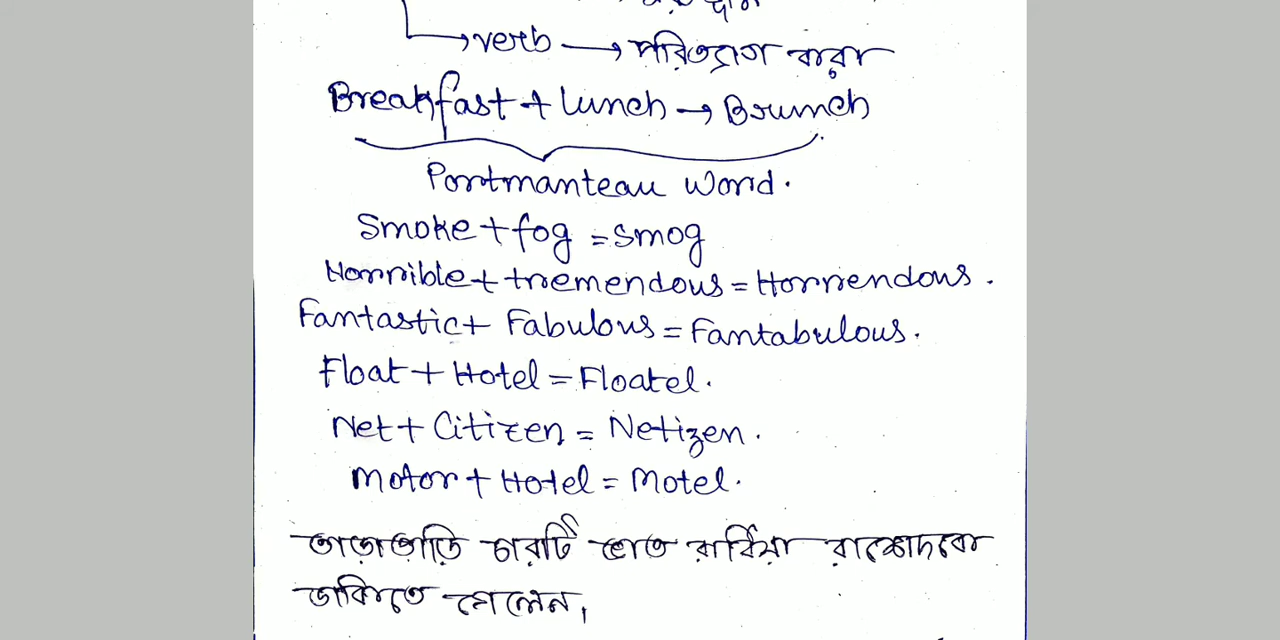 → verb → পরিত্যাগ করা
Breakfast + lunch → Brunch
Portmanteau word.
Smoke + fog = smog
Horrible + tremendous = Horrendous.
Fantastic + Fabulous = Fantabulous.
Float + Hotel = Floatel.
Net + Citizen = Netizen.
Motor + Hotel = Motel.
তাড়াতাড়ি চারটি ভাত রাঁধিয়া
ডাকিতে গেলেন,